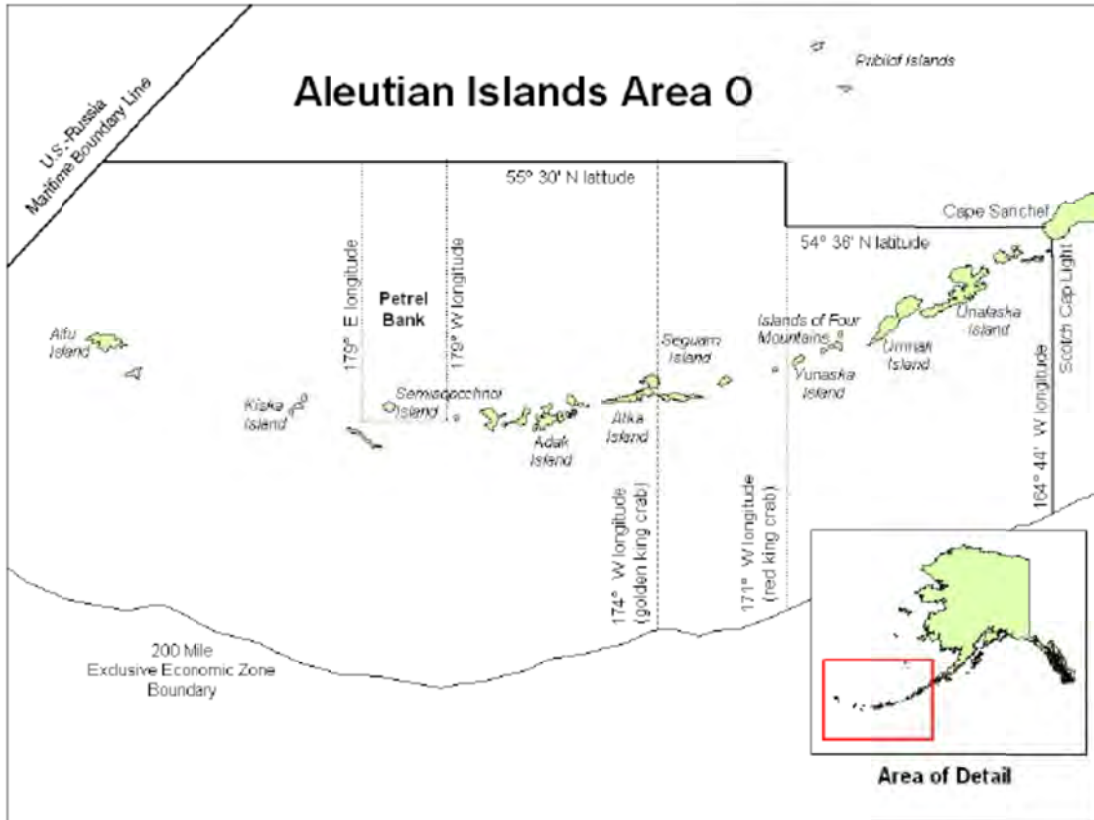 Pribilof Islands
Aleutian Islands Area O
U.S.-Russia
Maritime Boundary Line
55° 30' N latitude
Cape Sarichef
54° 36' N latitude
179° E longitude
Petrel
Bank
179° W longitude
Scotch Cap Light
Attu
Island
Seguam
Island
Islands of Four
Mountains
Unalaska
Island
Umnak
Island
Yunaska
Island
Kiska
Island
Semisopochnoi
Island
Adak
Island
Atka
Island
164° 44' W longitude
174° W longitude
(golden king crab)
171° W longitude
(red king crab)
200 Mile
Exclusive Economic Zone
Boundary
Area of Detail